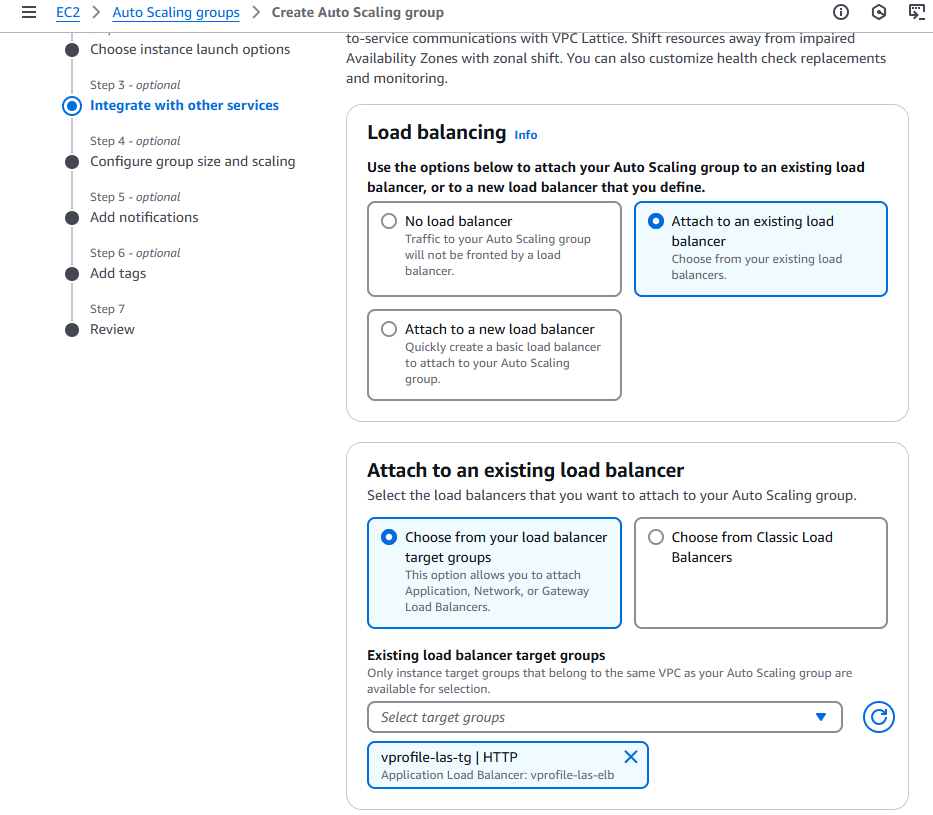 EC2 > Auto Scaling groups > Create Auto Scaling group
Choose instance launch options
Step 3 - optional
Integrate with other services
Step 4 - optional
Configure group size and scaling
Step 5 - optional
Add notifications
Step 6 - optional
Add tags
Step 7
Review
to-service communications with VPC Lattice. Shift resources away from impaired
Availability Zones with zonal shift. You can also customize health check replacements
and monitoring.
Load balancing Info
Use the options below to attach your Auto Scaling group to an existing load
balancer, or to a new load balancer that you define.
No load balancer
Traffic to your Auto Scaling group
will not be fronted by a load
balancer.
Attach to an existing load
balancer
Choose from your existing load
balancers.
Attach to a new load balancer
Quickly create a basic load balancer
to attach to your Auto Scaling
group.
Attach to an existing load balancer
Select the load balancers that you want to attach to your Auto Scaling group.
Choose from your load balancer
target groups
This option allows you to attach
Application, Network, or Gateway
Load Balancers.
Choose from Classic Load
Balancers
Existing load balancer target groups
Only instance target groups that belong to the same VPC as your Auto Scaling group are
available for selection.
Select target groups
vprofile-las-tg | HTTP
Application Load Balancer: vprofile-las-elb